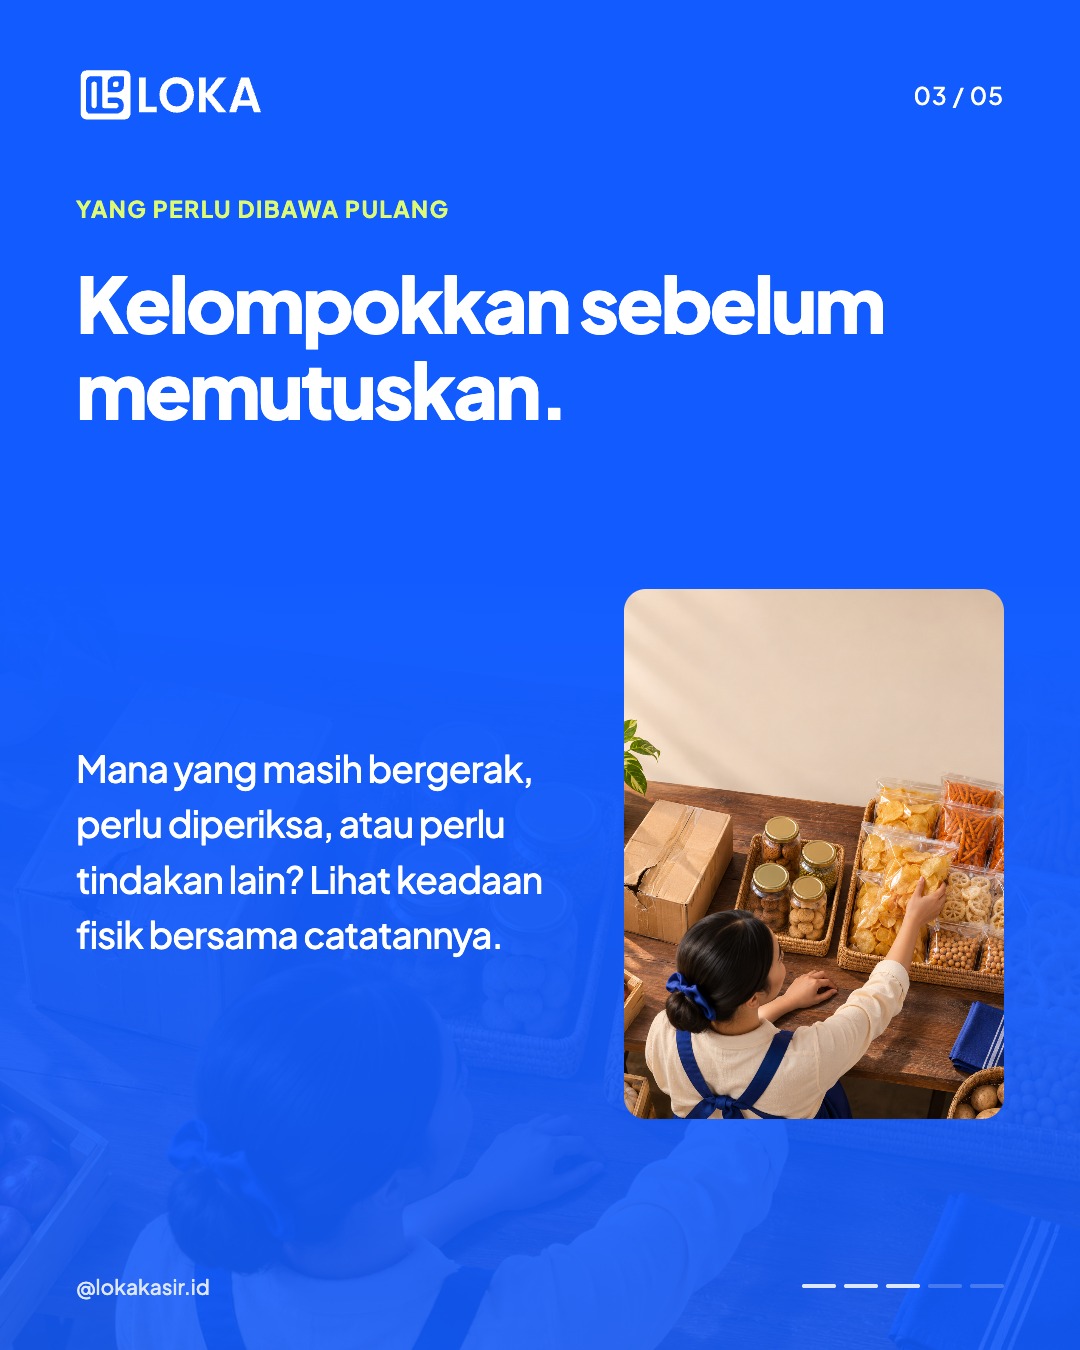 LOKA
03 / 05
YANG PERLU DIBAWA PULANG
Kelompokkan sebelum
memutuskan.
Mana yang masih bergerak,
perlu diperiksa, atau perlu
tindakan lain? Lihat keadaan
fisik bersama catatannya.
@lokakasir.id